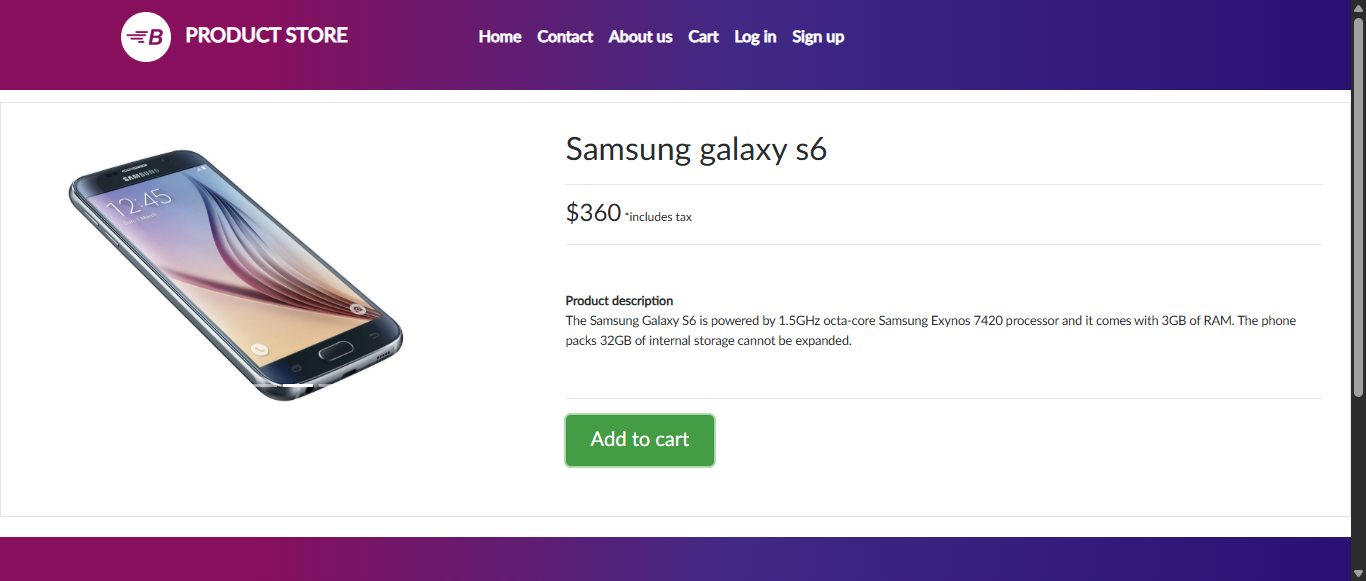 B PRODUCT STORE Home Contact About us Cart Log in Sign up
SAMSUNG
12:45
Samsung galaxy s6
$360 *includes tax
Product description
The Samsung Galaxy S6 is powered by 1.5GHz octa-core Samsung Exynos 7420 processor and it comes with 3GB of RAM. The phone
packs 32GB of internal storage cannot be expanded.
Add to cart